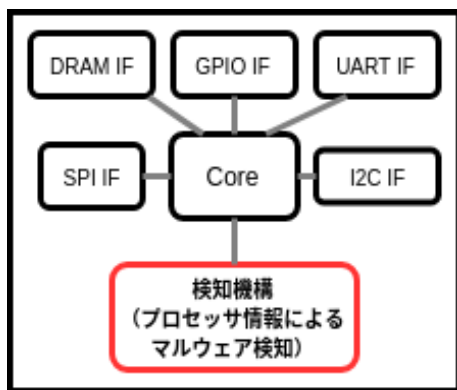 DRAM IF
GPIO IF
UART IF
SPI IF
Core
I2C IF
検知機構
（プロセッサ情報による
マルウェア検知）